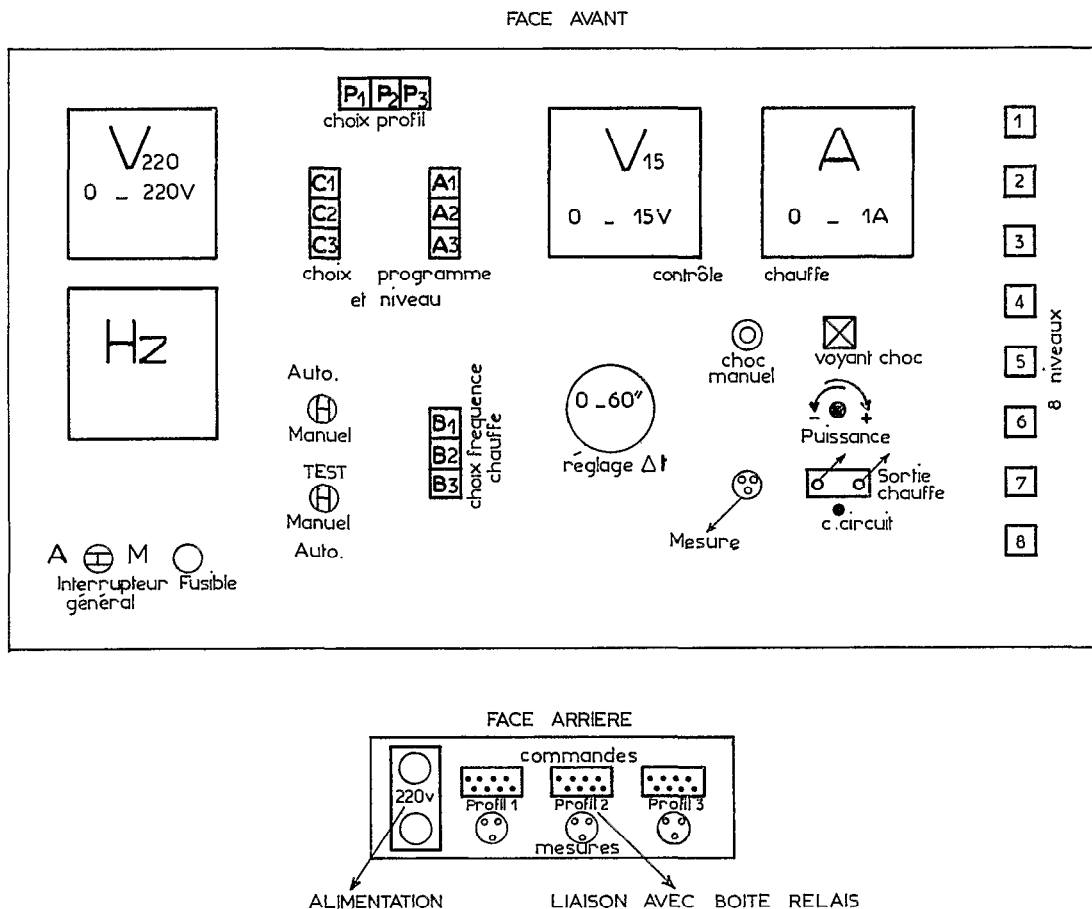 FACE AVANT
P1 P2 P3
choix profil
V220
0 _ 220V
C1
C2
C3
A1
A2
A3
choix programme
et niveau
V15
0 _ 15V
A
0 _ 1A
contrôle chauffe
Hz
Auto.
Manuel
TEST
Manuel
Auto.
B1
B2
B3
choix frequence
chauffe
0 _ 60"
réglage Δt
choc
manuel
voyant choc
- +
Puissance
Mesure
Sortie
chauffe
c.circuit
1
2
3
4
5
6
7
8
8 niveaux
A M
Interrupteur
général
Fusible
FACE ARRIERE
commandes
220v
Profil 1 Profil 2 Profil 3
mesures
ALIMENTATION LIAISON AVEC BOITE RELAIS